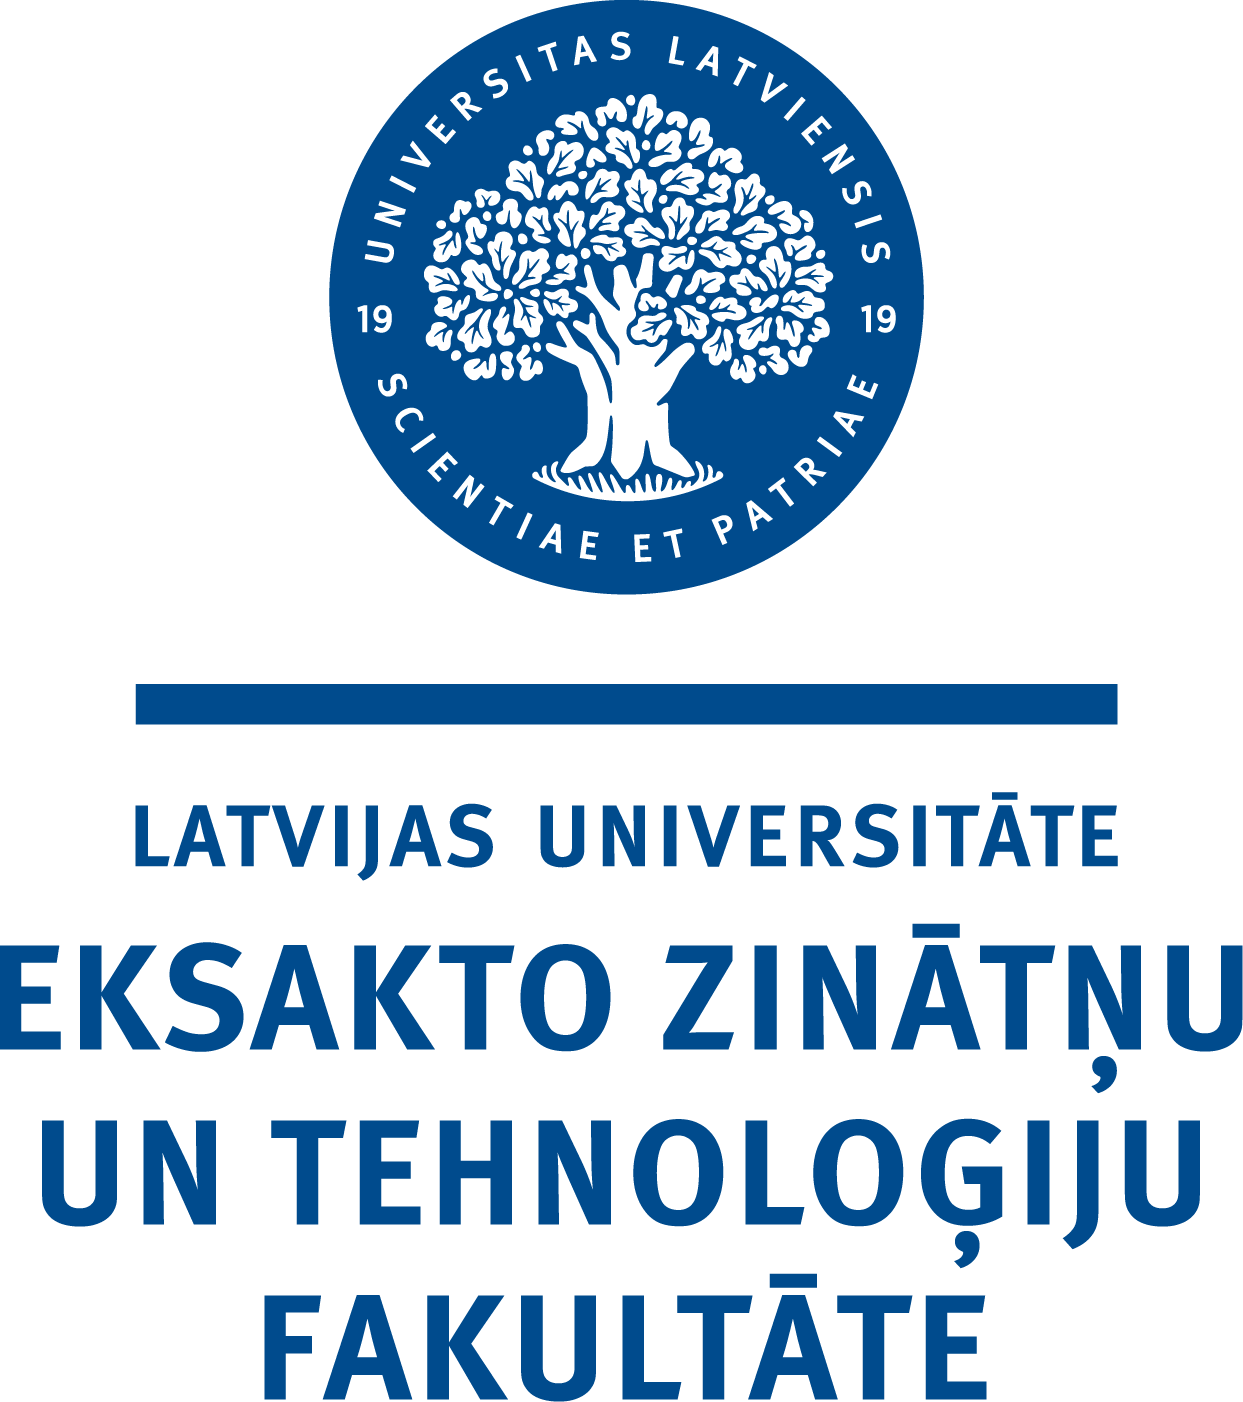 UNIVERSITAS LATVIENSIS
19 19
SCIENTIAE ET PATRIAE
LATVIJAS UNIVERSITĀTE
EKSAKTO ZINĀTŅU
UN TEHNOLOĢIJU
FAKULTĀTE